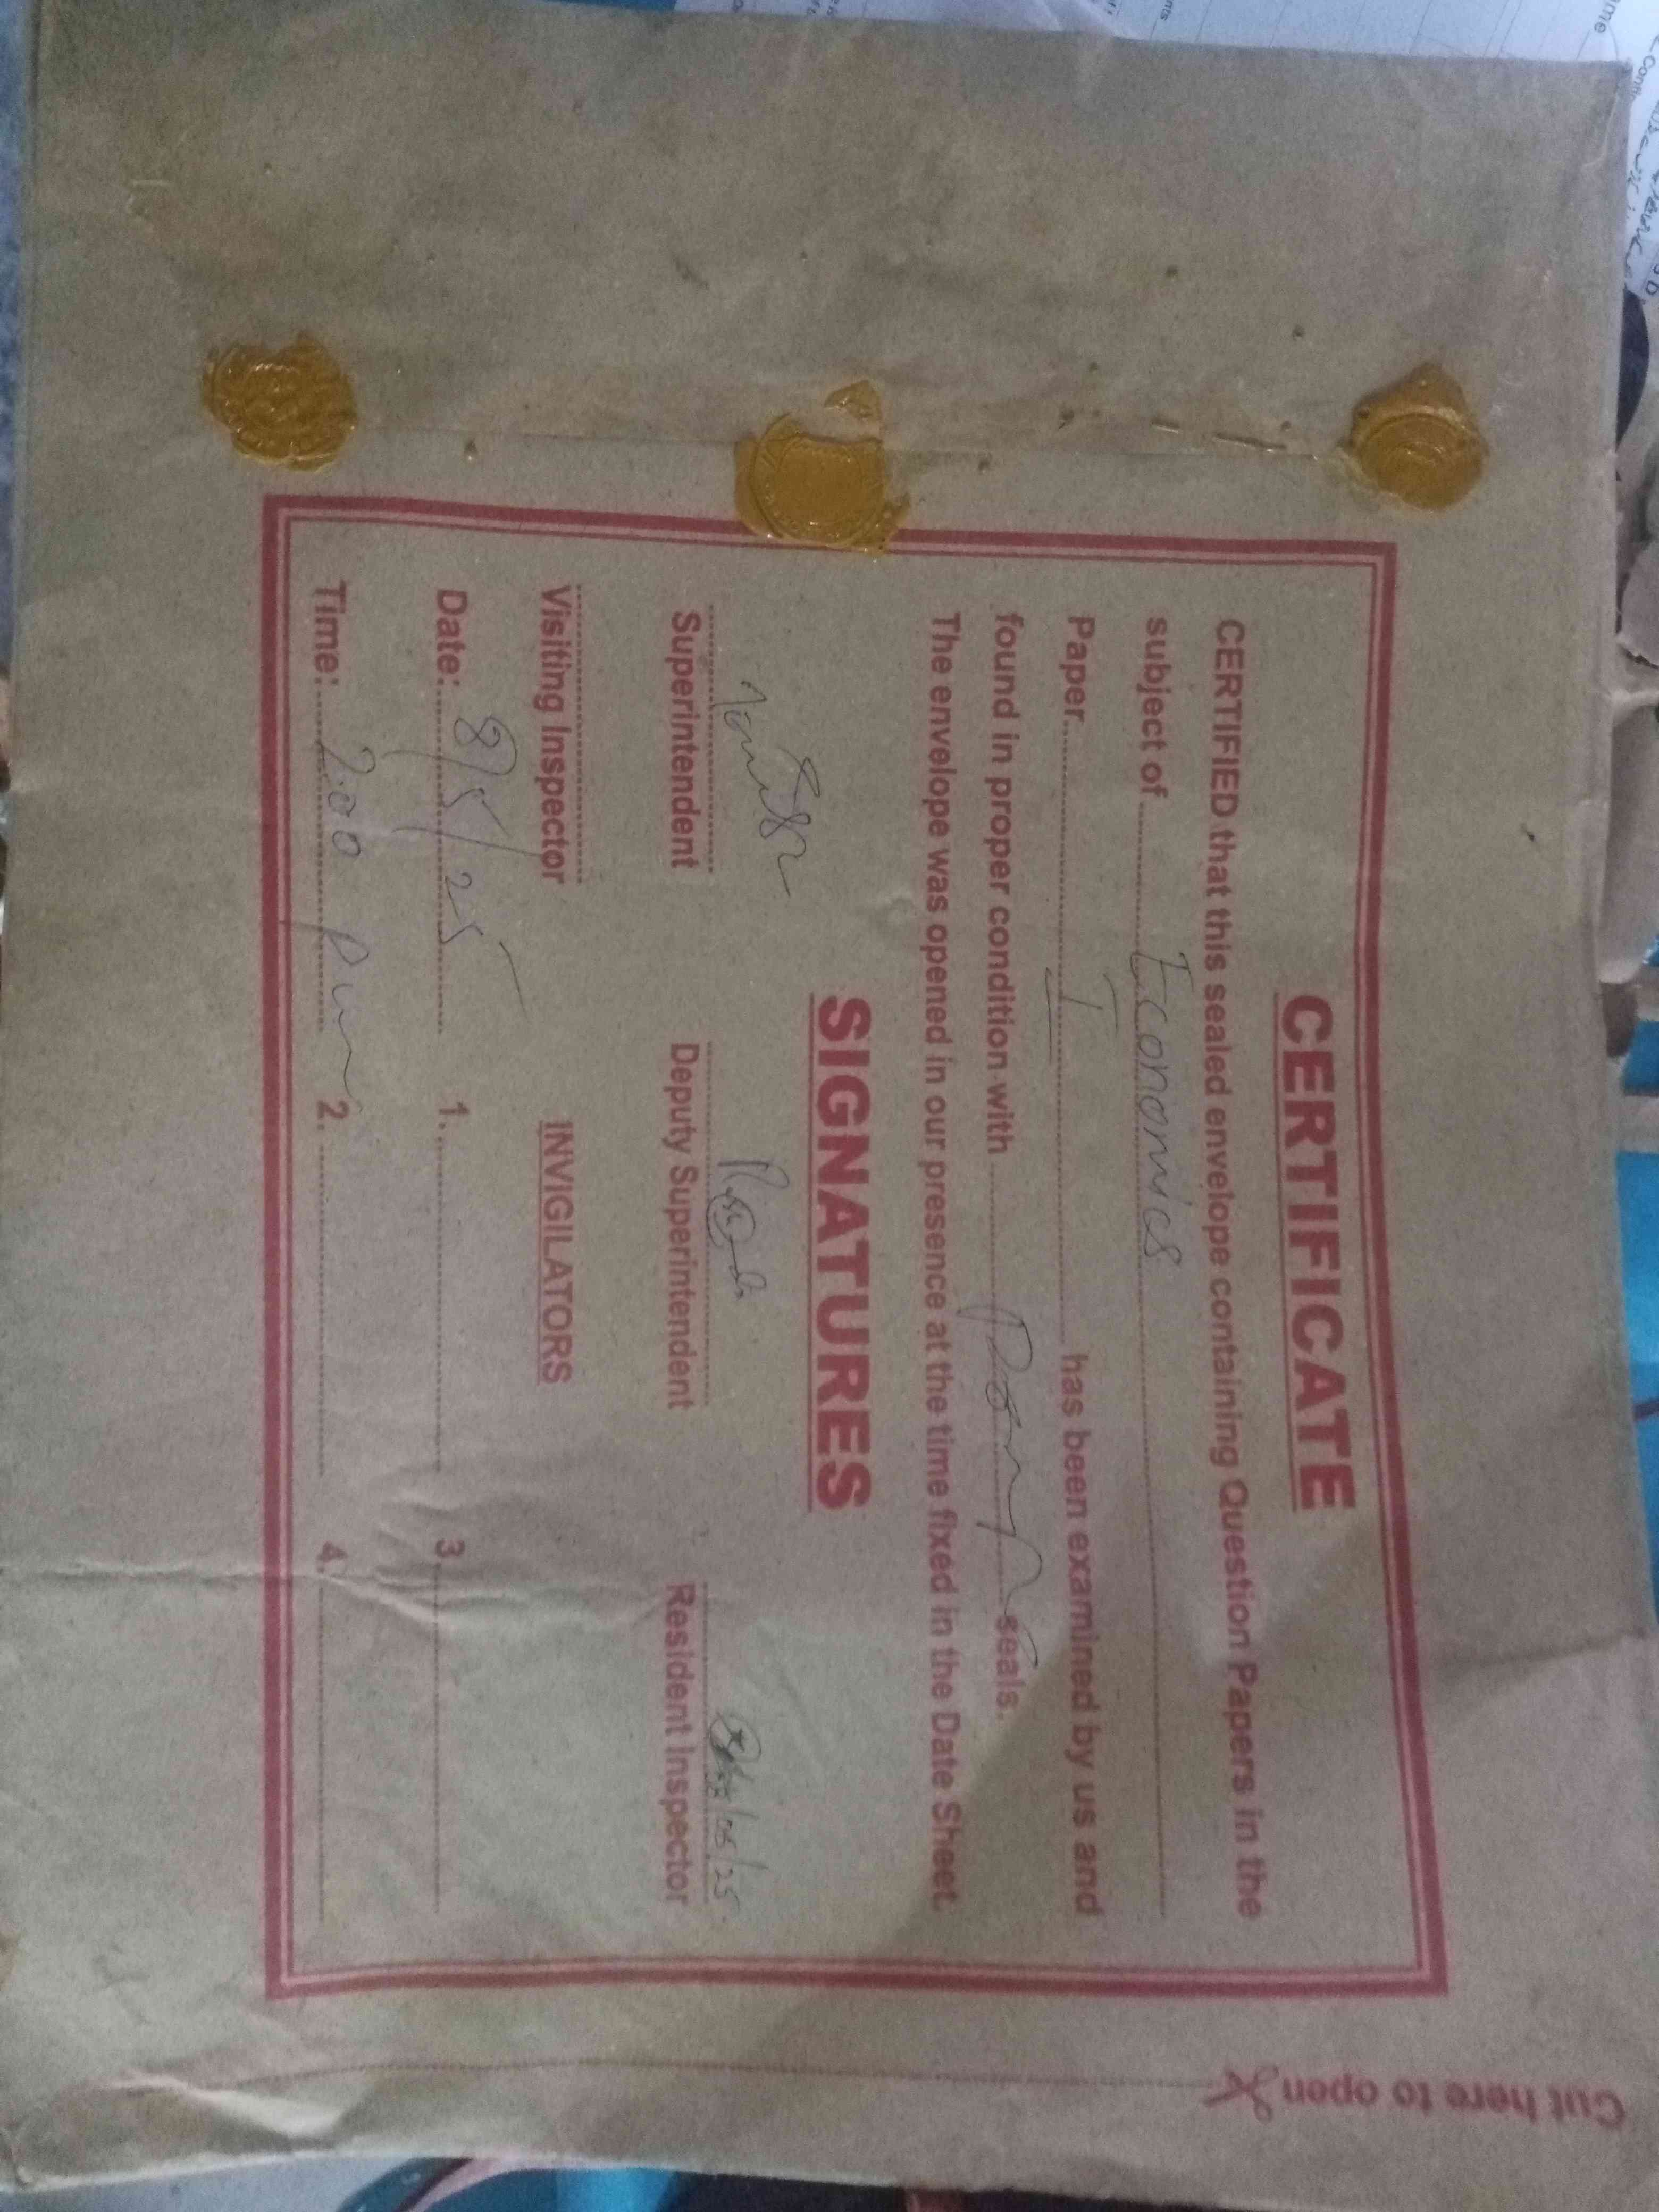 CERTIFICATE
CERTIFIED that this sealed envelope containing Question Papers in the
subject of Economics
Paper I has been examined by us and
found in proper condition with seals.
The envelope was opened in our presence at the time fixed in the Date Sheet.
SIGNATURES
Superintendent Deputy Superintendent Resident Inspector
Visiting Inspector INVIGILATORS
Date: 8/5/25 1. 3.
Time: 2.00 pm 2. 4.
Cut here to open